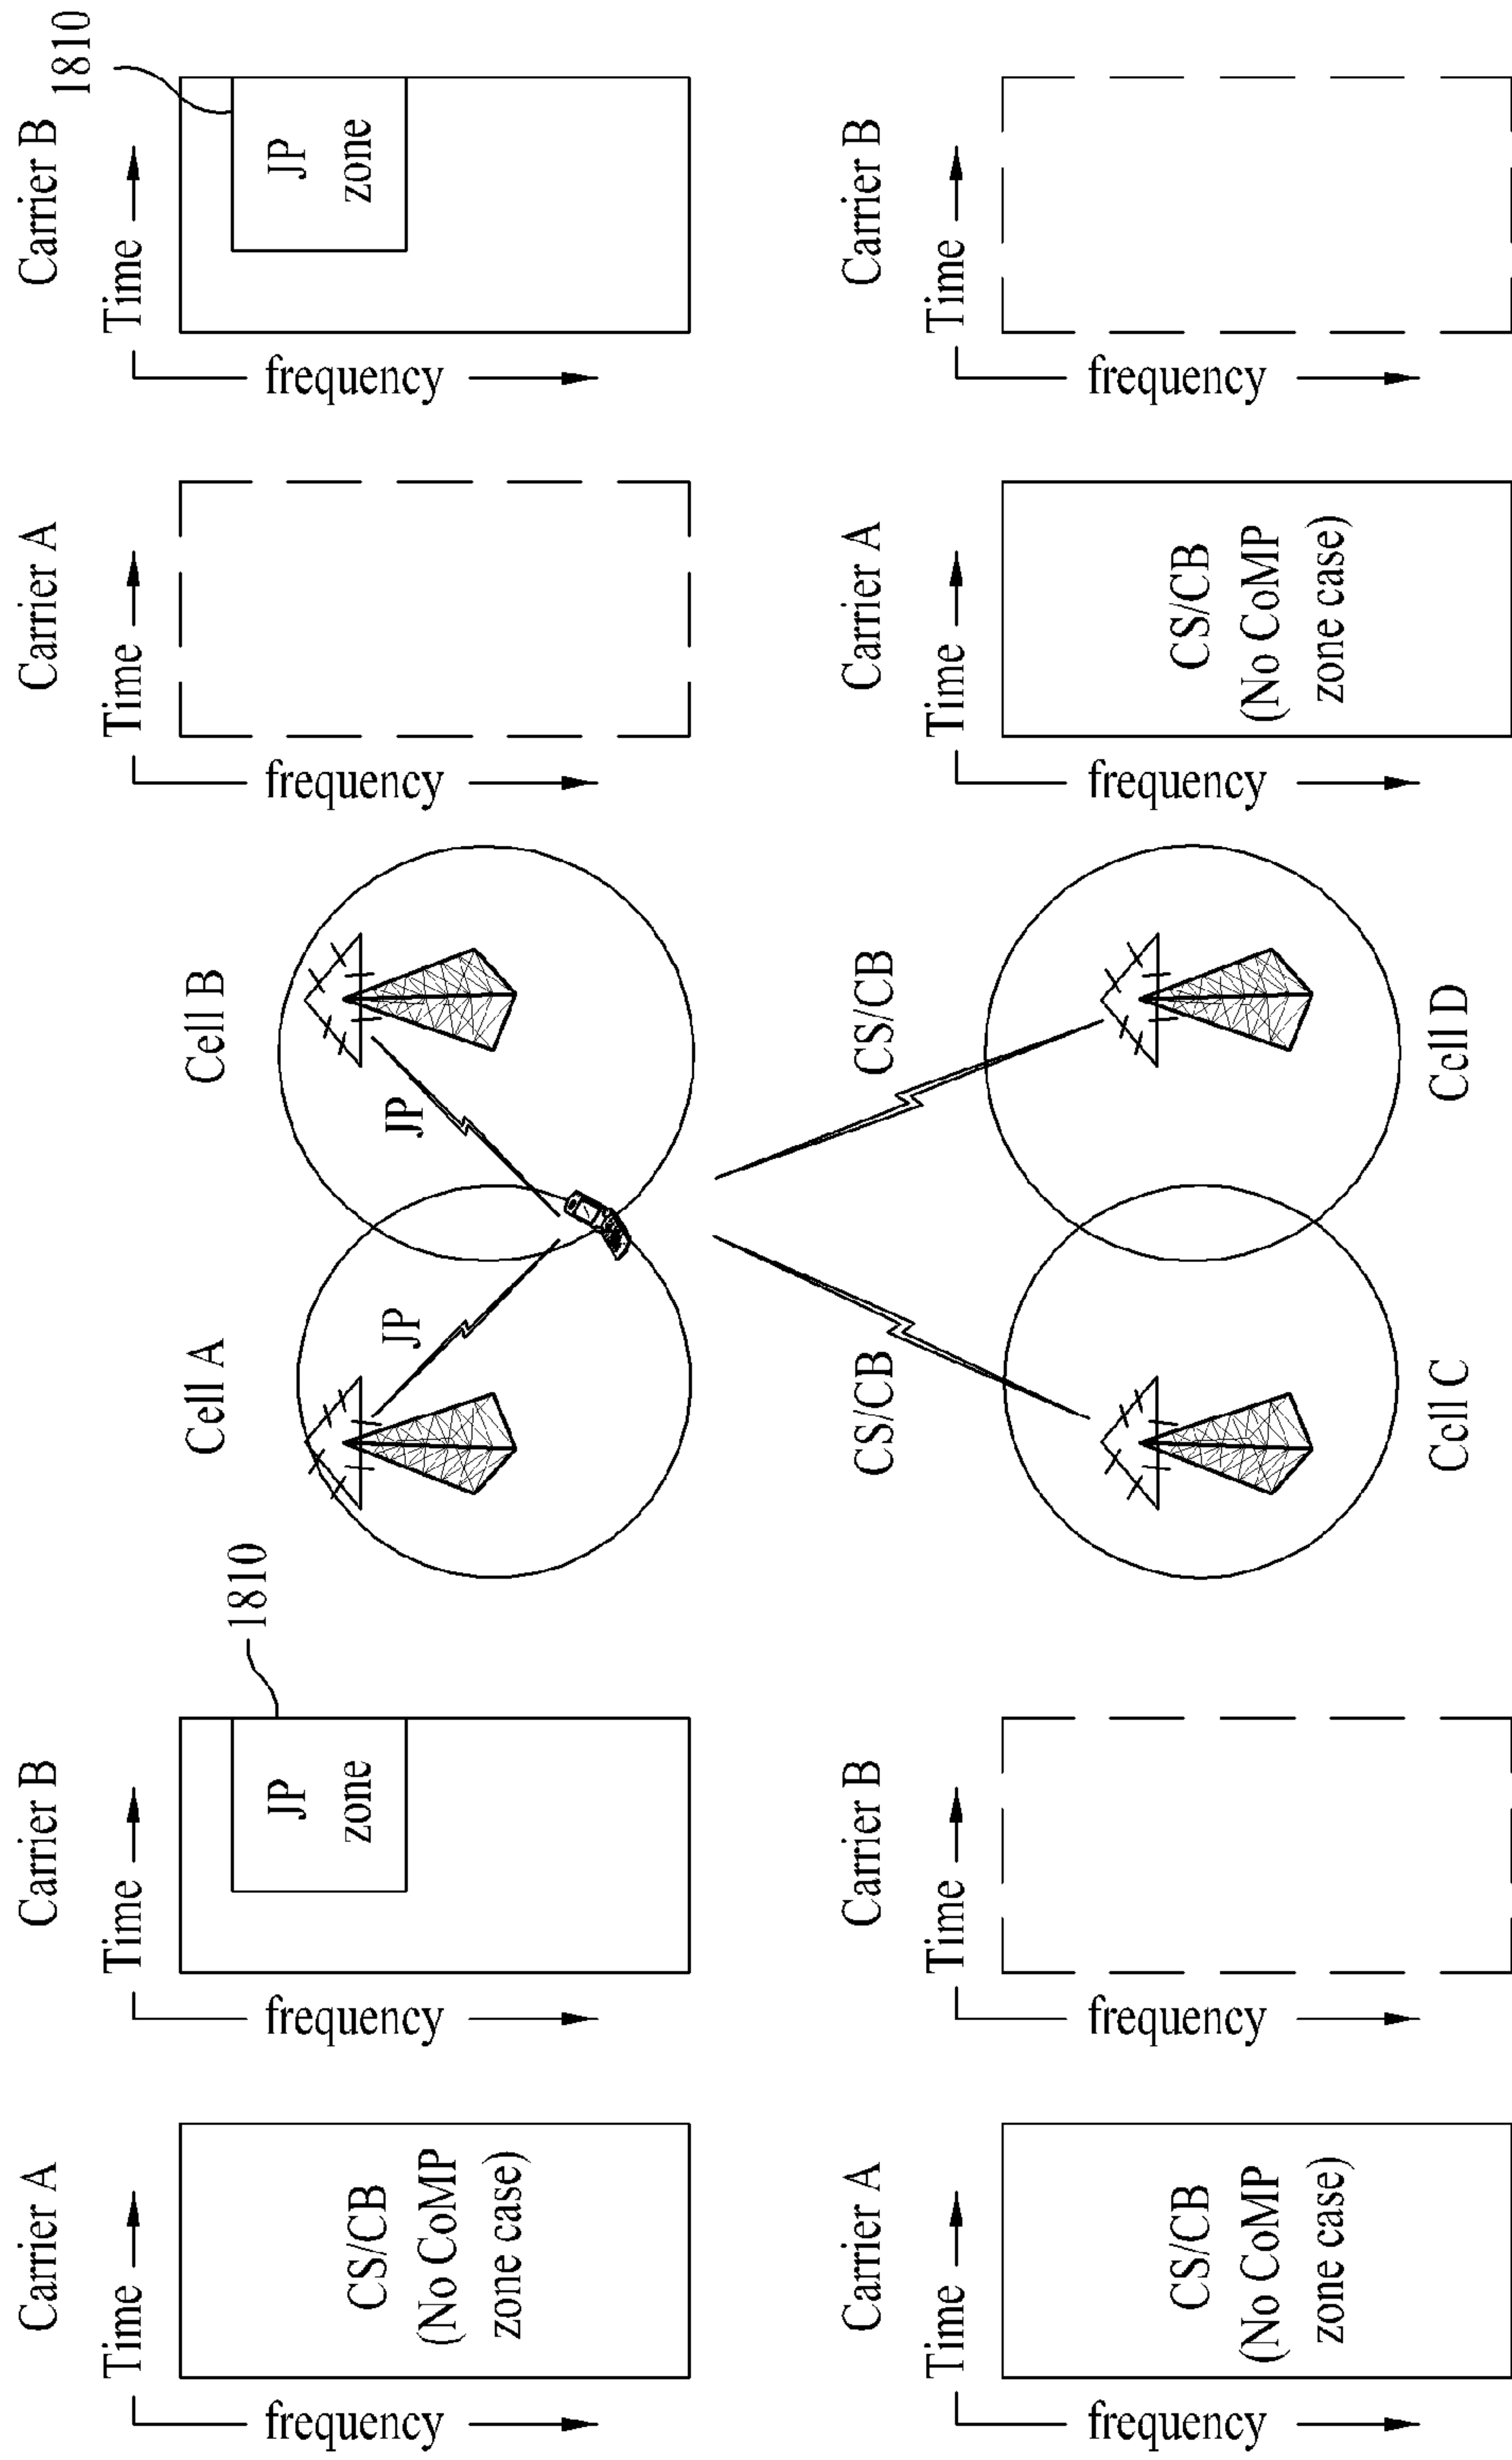 Carrier A
Time
frequency
CS/CB
(No CoMP
zone case)
Carrier B
Time
frequency
JP
zone
1810
Cell A
JP
Cell B
JP
Carrier A
Time
frequency
Carrier B
Time
frequency
JP
zone
1810
Carrier A
Time
frequency
CS/CB
(No CoMP
zone case)
Carrier B
Time
frequency
CS/CB
Cell C
CS/CB
Cell D
Carrier A
Time
frequency
CS/CB
(No CoMP
zone case)
Carrier B
Time
frequency